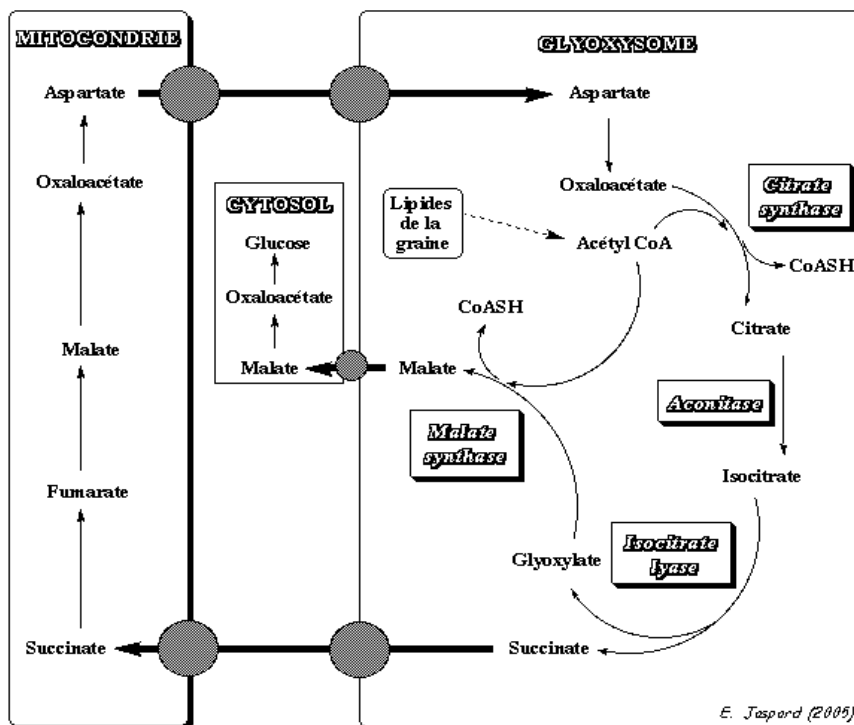 MITOCONDRIE
GLYOXYSOME
Aspartate
Aspartate
Oxaloacétate
Oxaloacétate
Citrate
synthase
CYTOSOL
Lipides
de la
graine
Glucose
Acétyl CoA
CoASH
Oxaloacétate
CoASH
Citrate
Malate
Malate
Malate
Aconitase
Malate
synthase
Isocitrate
Fumarate
Glyoxylate
Isocitrate
lyase
Succinate
Succinate
E. Jaspard (2005)